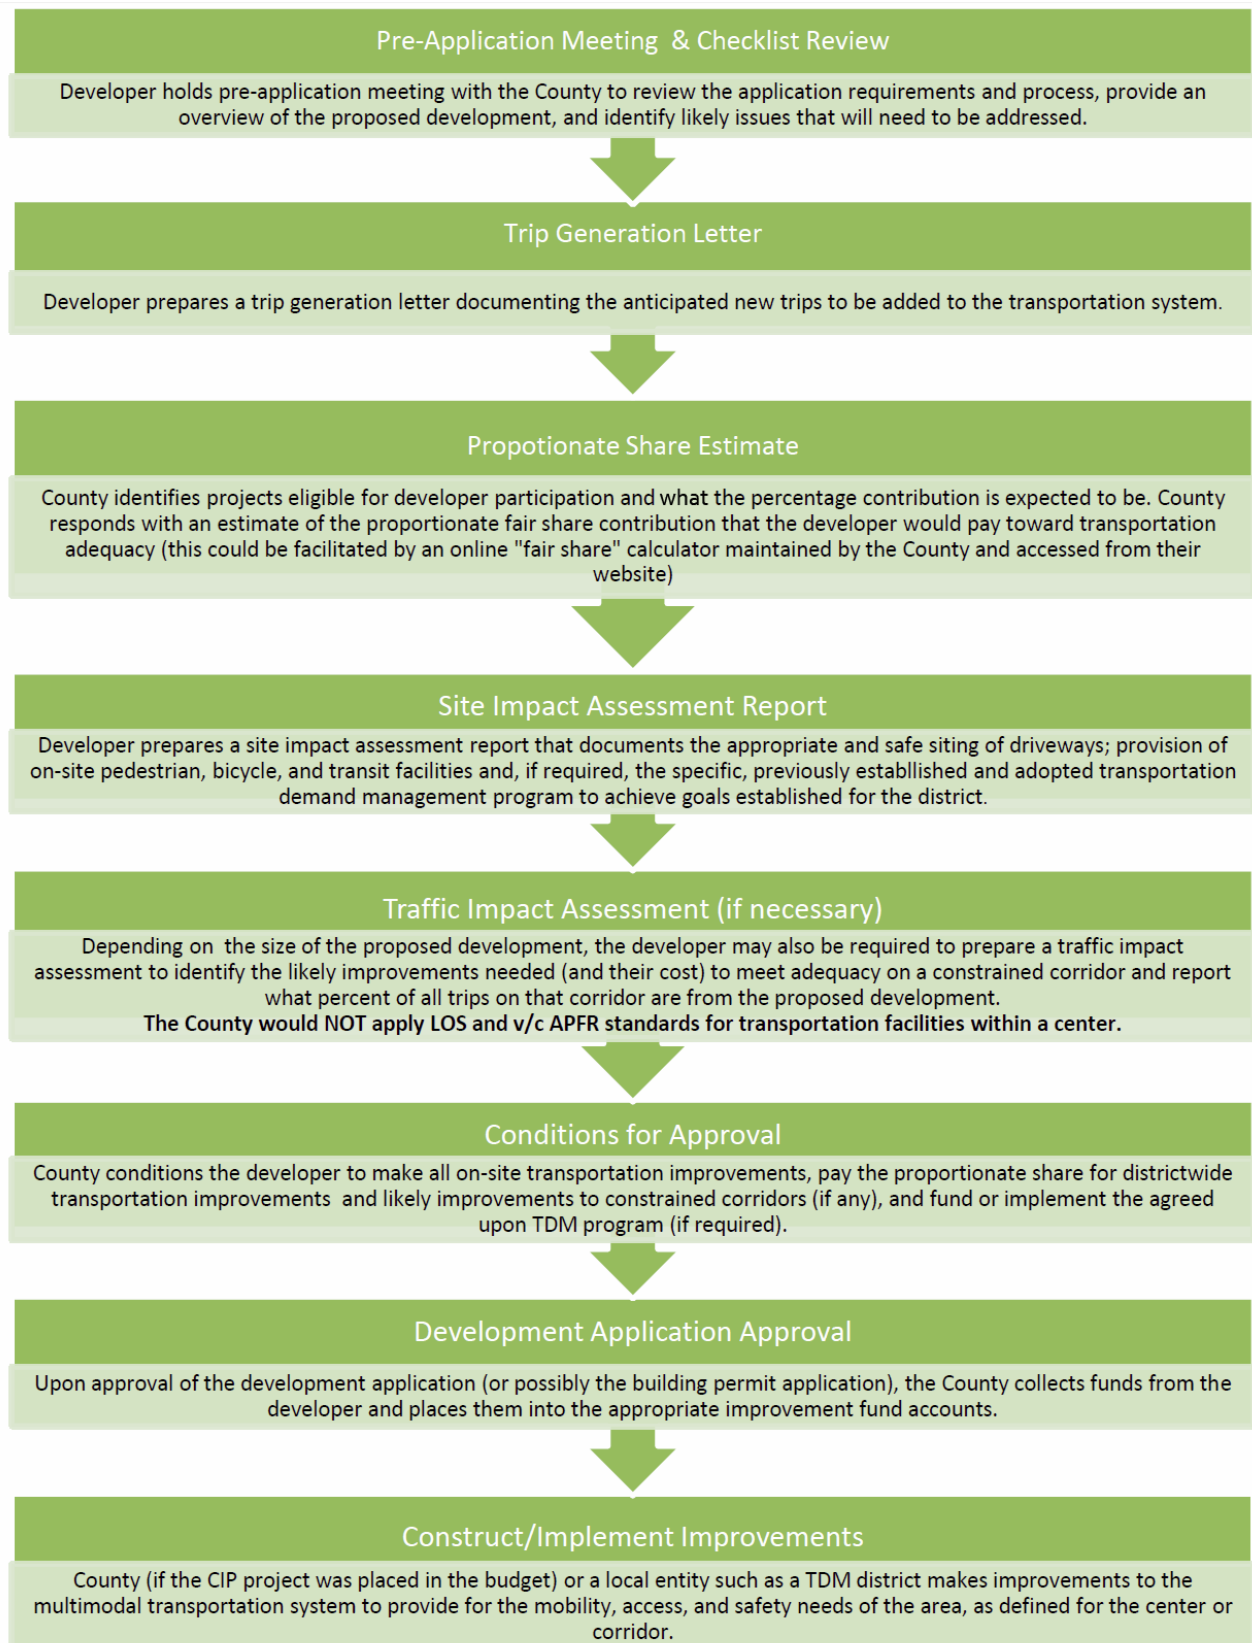 Pre-Application Meeting & Checklist Review
Developer holds pre-application meeting with the County to review the application requirements and process, provide an
overview of the proposed development, and identify likely issues that will need to be addressed.
Trip Generation Letter
Developer prepares a trip generation letter documenting the anticipated new trips to be added to the transportation system.
Propotionate Share Estimate
County identifies projects eligible for developer participation and what the percentage contribution is expected to be. County
responds with an estimate of the proportionate fair share contribution that the developer would pay toward transportation
adequacy (this could be facilitated by an online "fair share" calculator maintained by the County and accessed from their
website)
Site Impact Assessment Report
Developer prepares a site impact assessment report that documents the appropriate and safe siting of driveways; provision of
on-site pedestrian, bicycle, and transit facilities and, if required, the specific, previously establlished and adopted transportation
demand management program to achieve goals established for the district.
Traffic Impact Assessment (if necessary)
Depending on the size of the proposed development, the developer may also be required to prepare a traffic impact
assessment to identify the likely improvements needed (and their cost) to meet adequacy on a constrained corridor and report
what percent of all trips on that corridor are from the proposed development.
The County would NOT apply LOS and v/c APFR standards for transportation facilities within a center.
Conditions for Approval
County conditions the developer to make all on-site transportation improvements, pay the proportionate share for districtwide
transportation improvements and likely improvements to constrained corridors (if any), and fund or implement the agreed
upon TDM program (if required).
Development Application Approval
Upon approval of the development application (or possibly the building permit application), the County collects funds from the
developer and places them into the appropriate improvement fund accounts.
Construct/Implement Improvements
County (if the CIP project was placed in the budget) or a local entity such as a TDM district makes improvements to the
multimodal transportation system to provide for the mobility, access, and safety needs of the area, as defined for the center or
corridor.